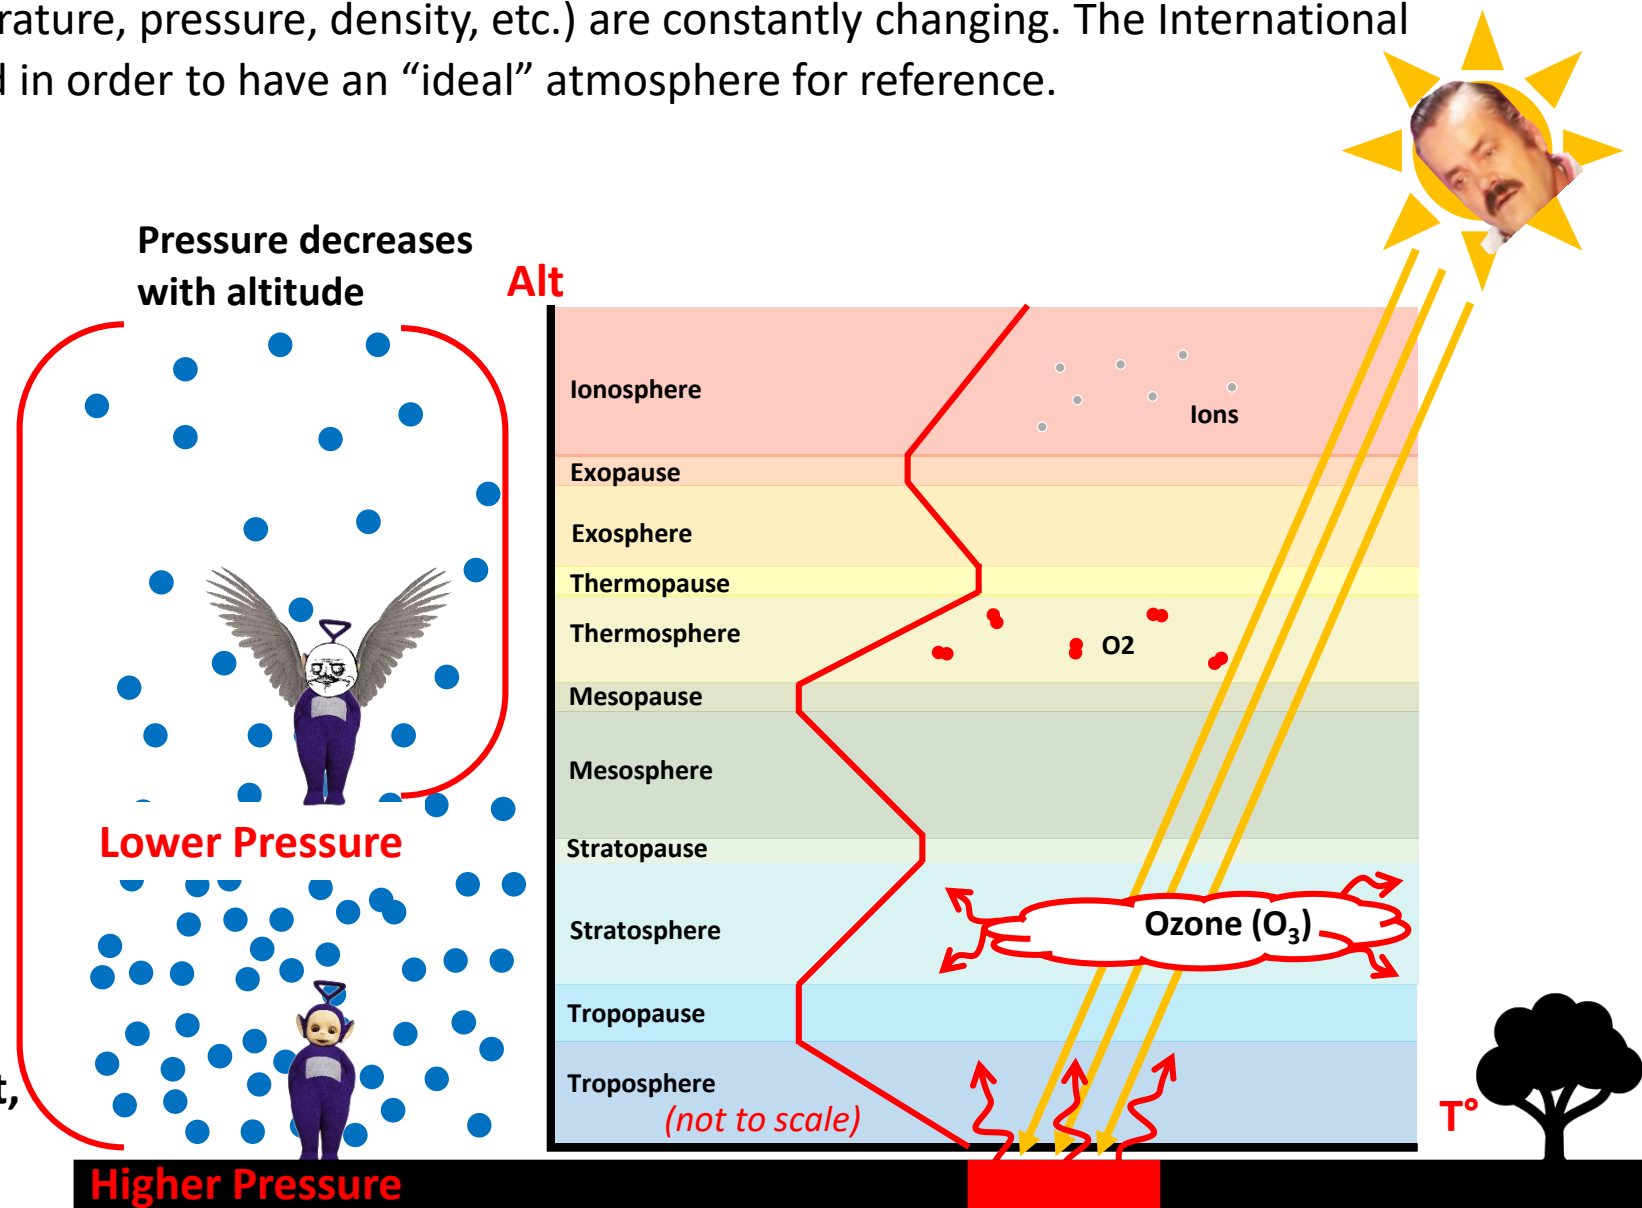 rature, pressure, density, etc.) are constantly changing. The International
d in order to have an “ideal” atmosphere for reference.
Pressure decreases
with altitude
Alt
Ionosphere
Ions
Exopause
Exosphere
Thermopause
Thermosphere
O2
Mesopause
Mesosphere
Stratopause
Lower Pressure
Stratosphere
Ozone (O3)
Tropopause
Troposphere
(not to scale)
t,
T°
Higher Pressure